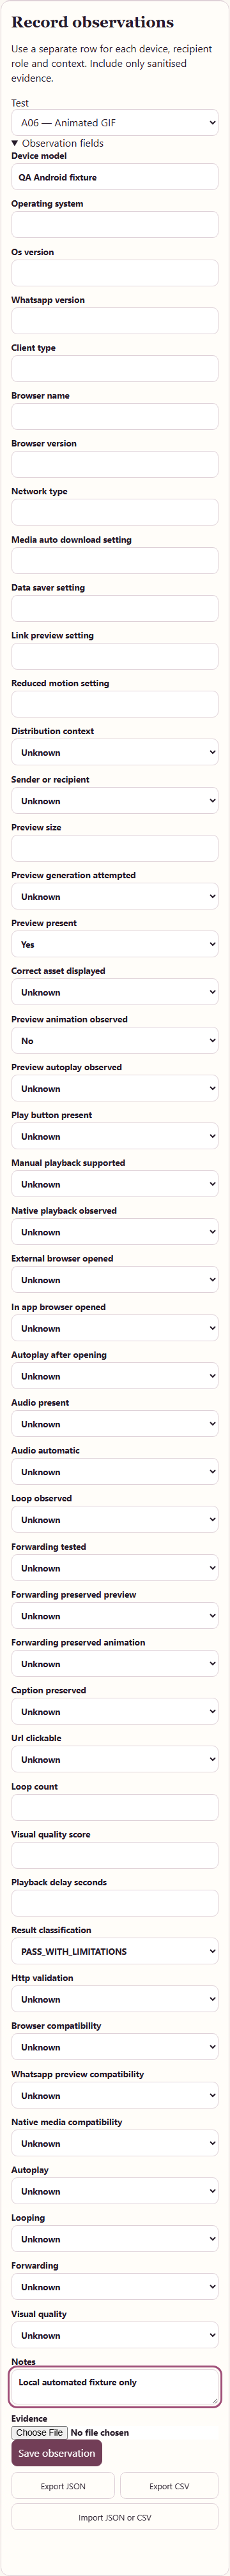 Record observations
Use a separate row for each device, recipient
role and context. Include only sanitised
evidence.
Test
A06 — Animated GIF
▼ Observation fields
Device model
QA Android fixture
Operating system
Os version
Whatsapp version
Client type
Browser name
Browser version
Network type
Media auto download setting
Data saver setting
Link preview setting
Reduced motion setting
Distribution context
Unknown
Sender or recipient
Unknown
Preview size
Preview generation attempted
Unknown
Preview present
Yes
Correct asset displayed
Unknown
Preview animation observed
No
Preview autoplay observed
Unknown
Play button present
Unknown
Manual playback supported
Unknown
Native playback observed
Unknown
External browser opened
Unknown
In app browser opened
Unknown
Autoplay after opening
Unknown
Audio present
Unknown
Audio automatic
Unknown
Loop observed
Unknown
Forwarding tested
Unknown
Forwarding preserved preview
Unknown
Forwarding preserved animation
Unknown
Caption preserved
Unknown
Url clickable
Unknown
Loop count
Visual quality score
Playback delay seconds
Result classification
PASS_WITH_LIMITATIONS
Http validation
Unknown
Browser compatibility
Unknown
Whatsapp preview compatibility
Unknown
Native media compatibility
Unknown
Autoplay
Unknown
Looping
Unknown
Forwarding
Unknown
Visual quality
Unknown
Notes
Local automated fixture only
Evidence
Choose File No file chosen
Save observation
Export JSON
Export CSV
Import JSON or CSV